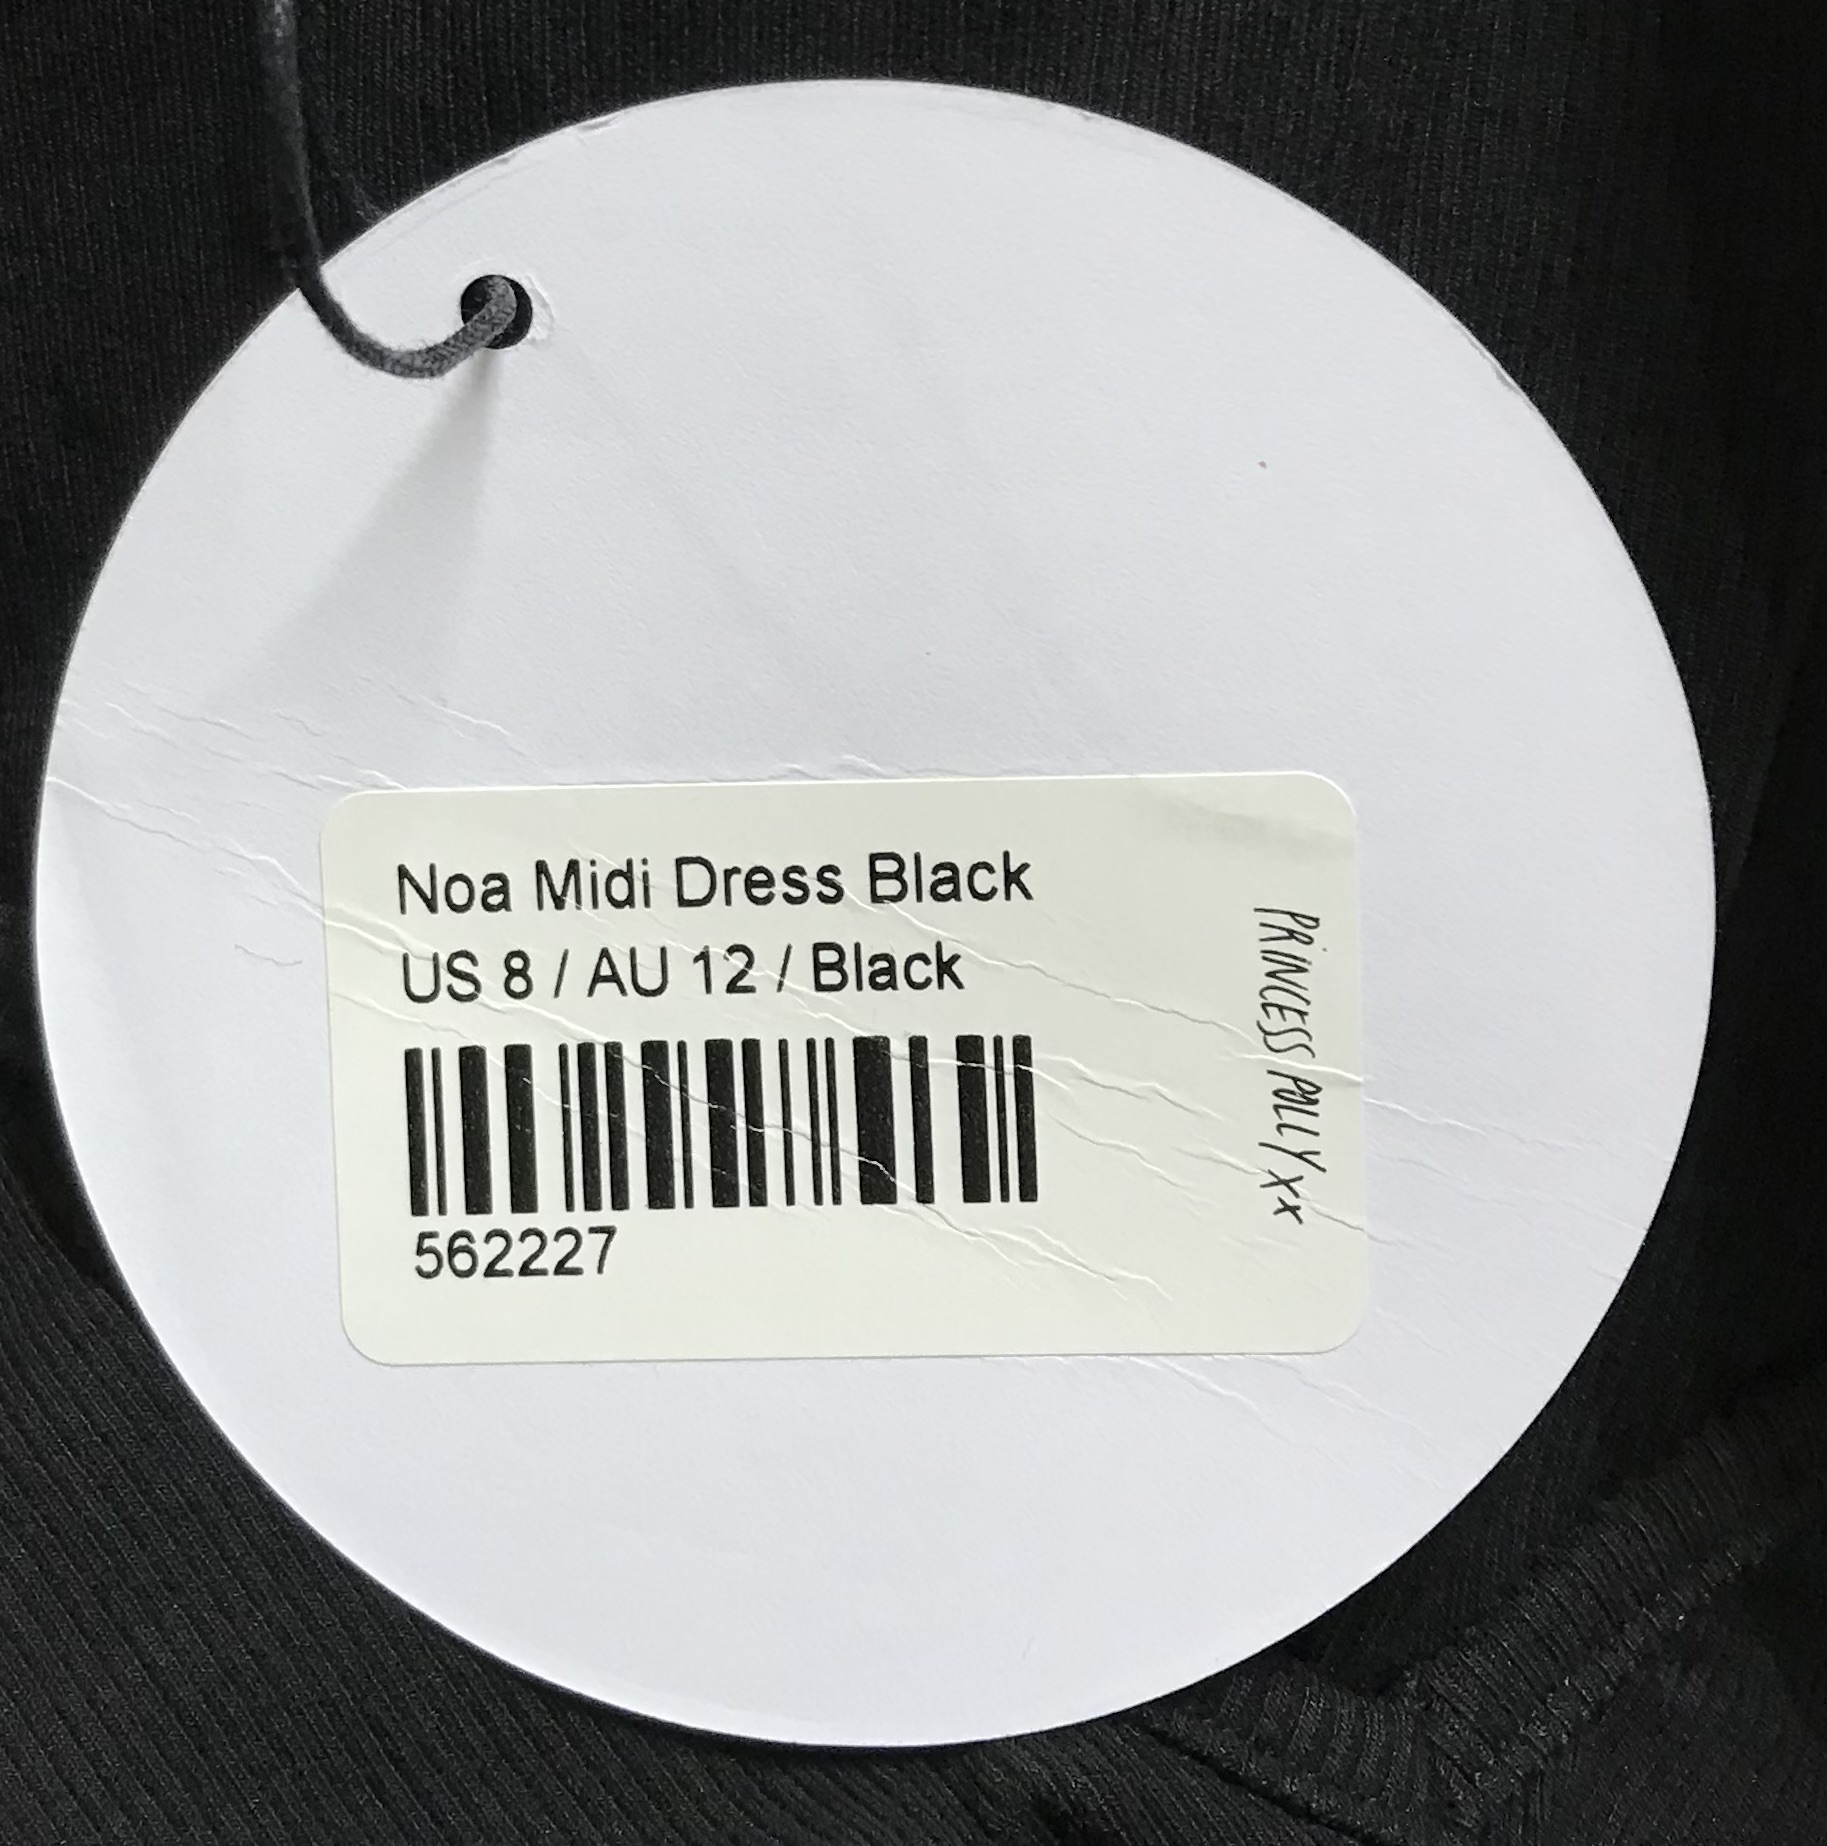 Noa Midi Dress Black
US 8 / AU 12 / Black
562227
PRiNCESS POLLY xx